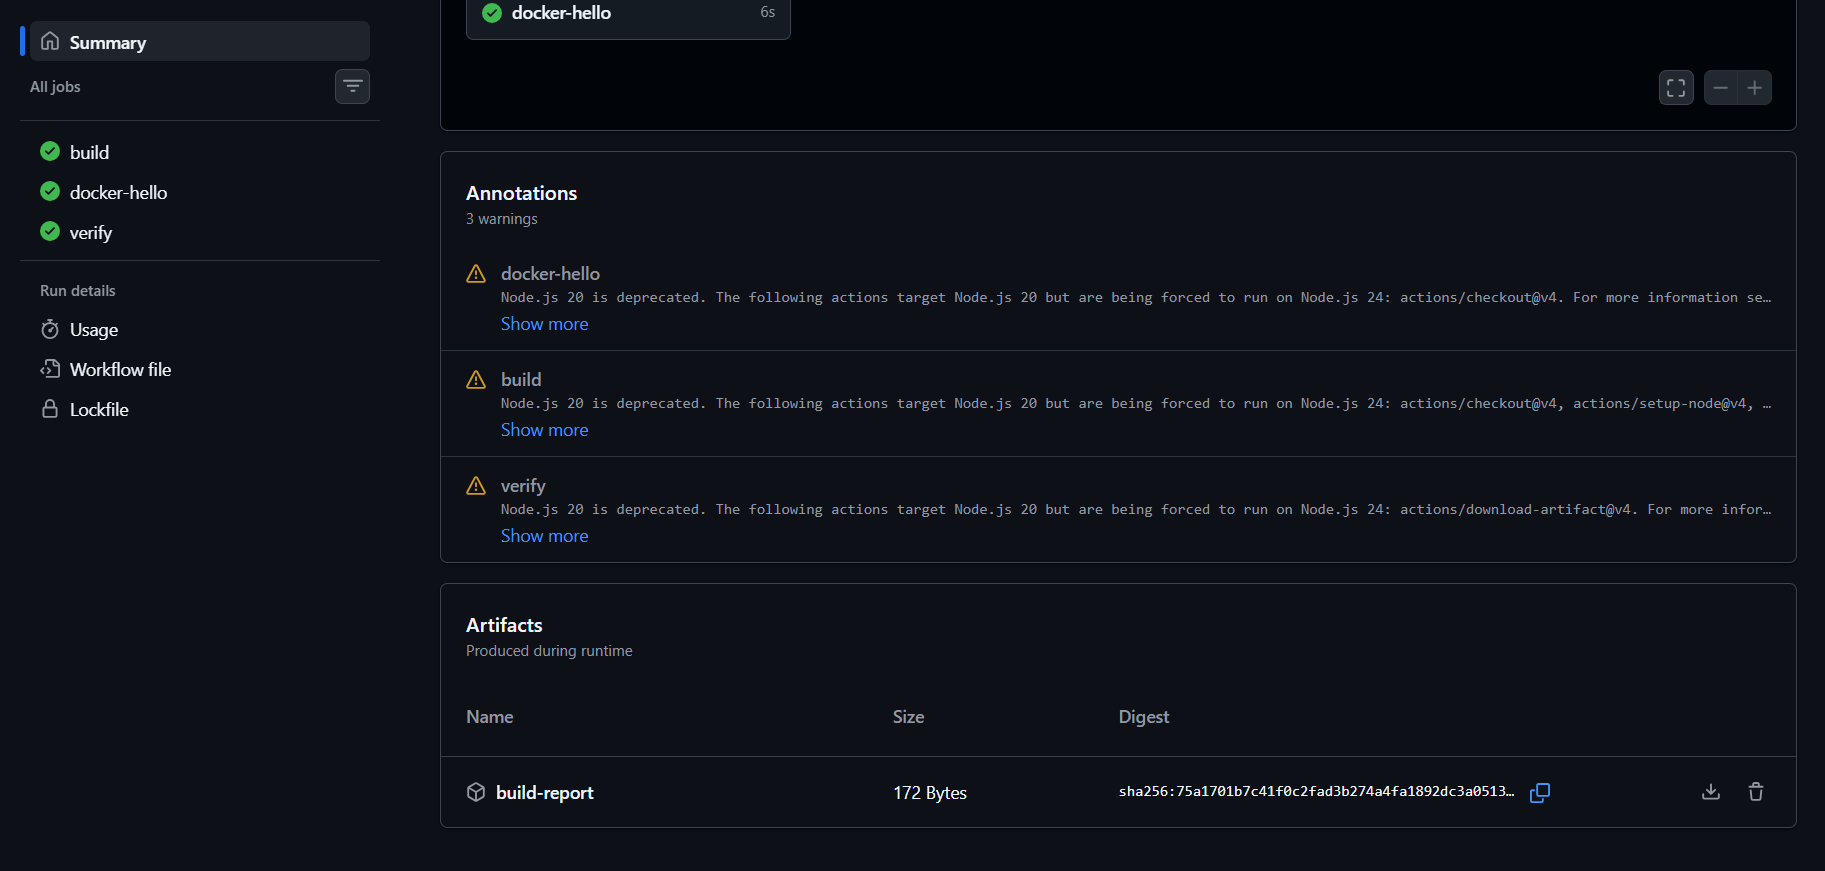 Summary
All jobs
build
docker-hello
verify
Run details
Usage
Workflow file
Lockfile
docker-hello 6s
Annotations
3 warnings
docker-hello
Node.js 20 is deprecated. The following actions target Node.js 20 but are being forced to run on Node.js 24: actions/checkout@v4. For more information se…
Show more
build
Node.js 20 is deprecated. The following actions target Node.js 20 but are being forced to run on Node.js 24: actions/checkout@v4, actions/setup-node@v4, …
Show more
verify
Node.js 20 is deprecated. The following actions target Node.js 20 but are being forced to run on Node.js 24: actions/download-artifact@v4. For more infor…
Show more
Artifacts
Produced during runtime
Name Size Digest
build-report 172 Bytes sha256:75a1701b7c41f0c2fad3b274a4fa1892dc3a0513…